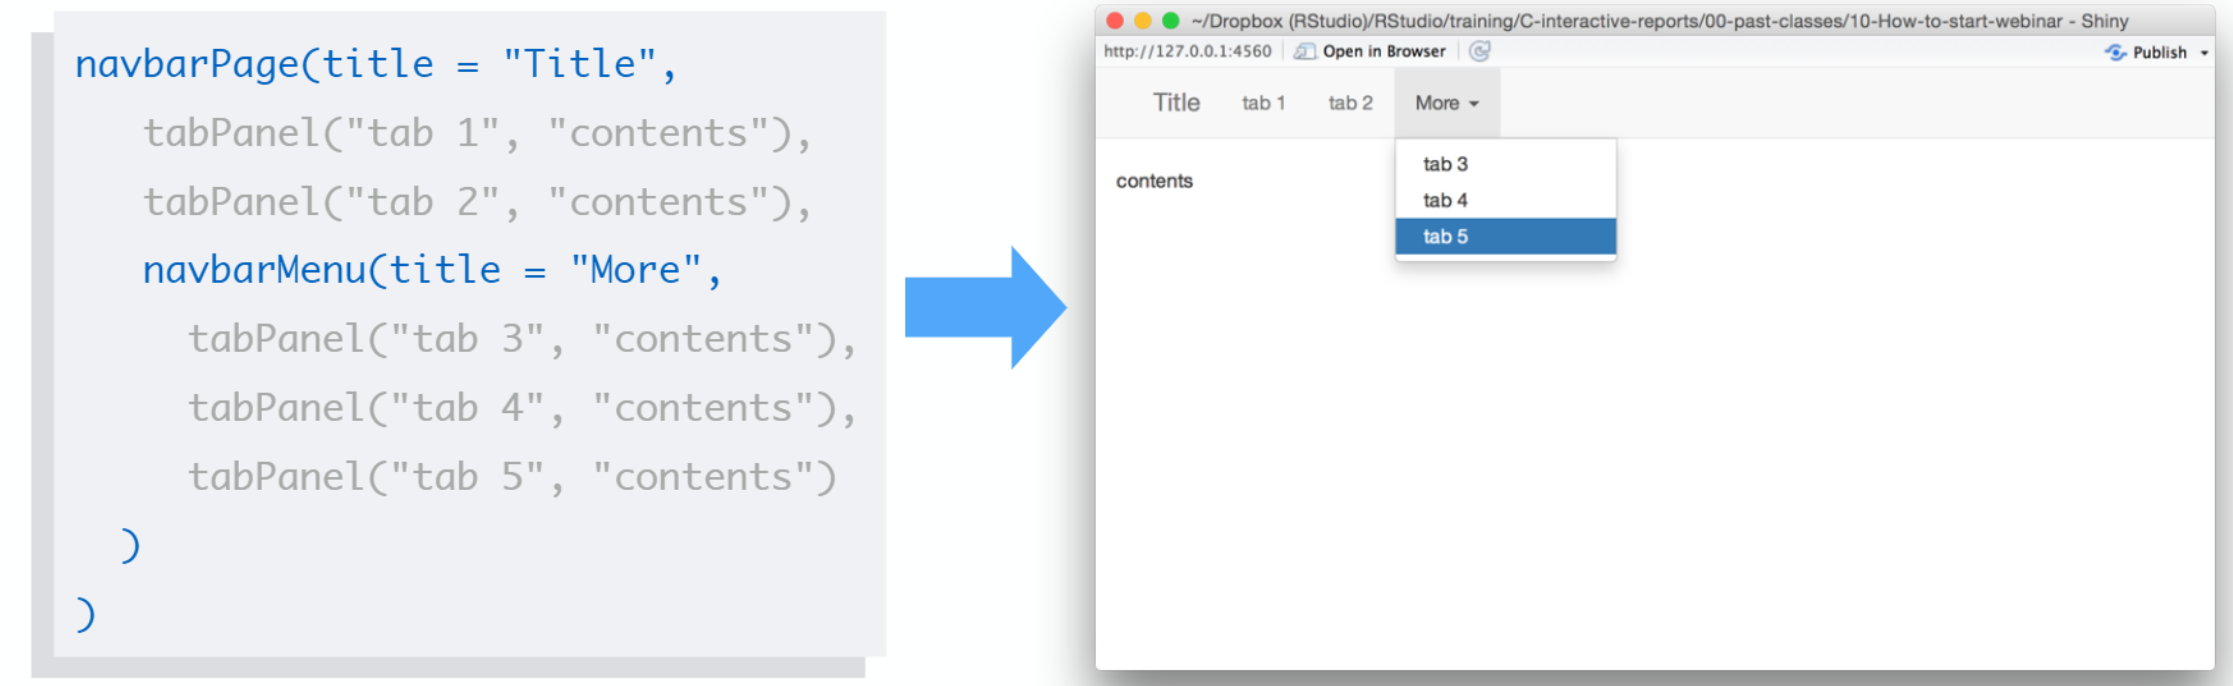 navbarPage(title = "Title",
tabPanel("tab 1", "contents"),
tabPanel("tab 2", "contents"),
navbarMenu(title = "More",
tabPanel("tab 3", "contents"),
tabPanel("tab 4", "contents"),
tabPanel("tab 5", "contents")
)
)
~/Dropbox (RStudio)/RStudio/training/C-interactive-reports/00-past-classes/10-How-to-start-webinar - Shiny
http://127.0.0.1:4560 Open in Browser Publish
Title tab 1 tab 2 More
tab 3
contents
tab 4
tab 5